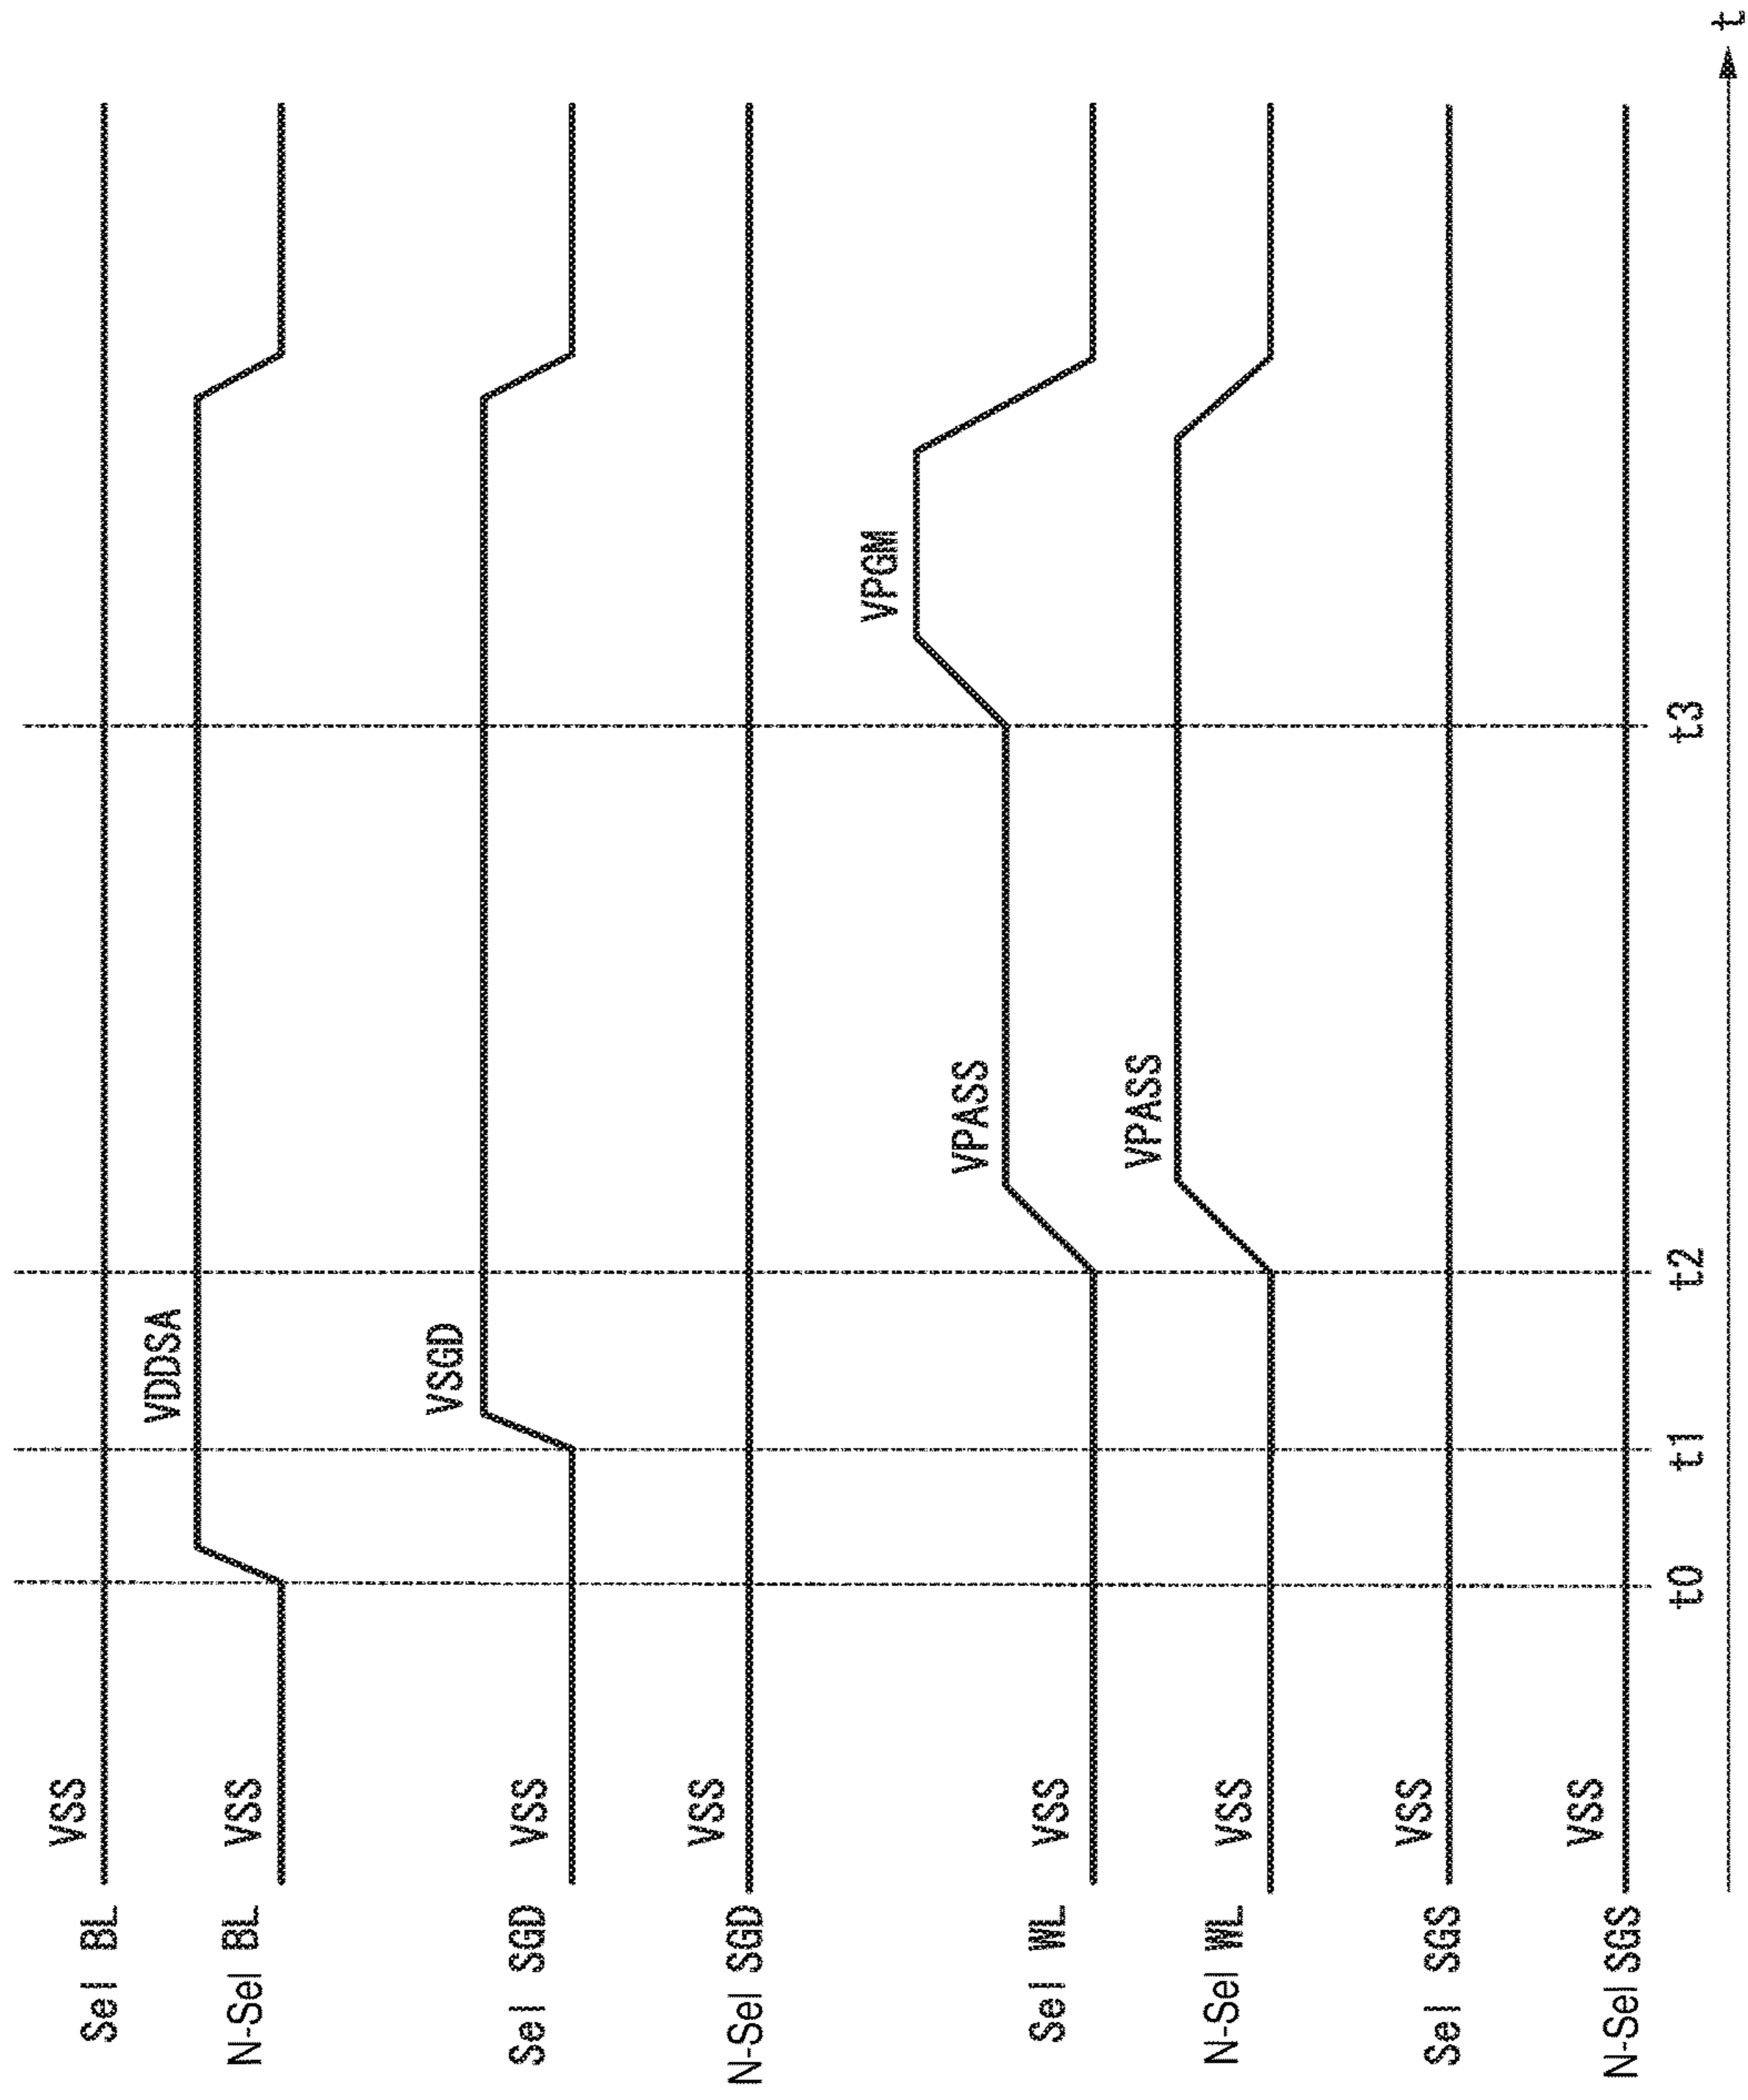 Sel BL VSS
N-Sel BL VSS VDDSA
Sel SGD VSS VSGD
N-Sel SGD VSS
Sel WL VSS VPASS VPGM
N-Sel WL VSS VPASS
Sel SGS VSS
N-Sel SGS VSS
t0 t1 t2 t3
t